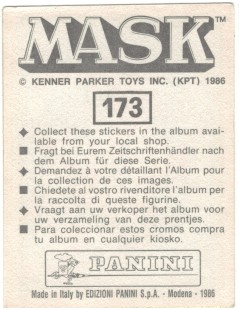 MASK™
© KENNER PARKER TOYS INC. (KPT) 1986
173
◆ Collect these stickers in the album avai-
lable from your local shop.
■ Fragt bei Eurem Zeitschriftenhändler nach
dem Album für diese Serie.
◆ Demandez à votre détaillant l'Album pour
la collection de ces images.
■ Chiedete al vostro rivenditore l'album per
la raccolta di queste figurine.
◆ Vraagt aan uw verkoper het album voor
uw verzameling van deze prentjes.
■ Para coleccionar estos cromos compra
tu album en cualquier kiosko.
PANINI
Made in Italy by EDIZIONI PANINI S.p.A. - Modena - 1986